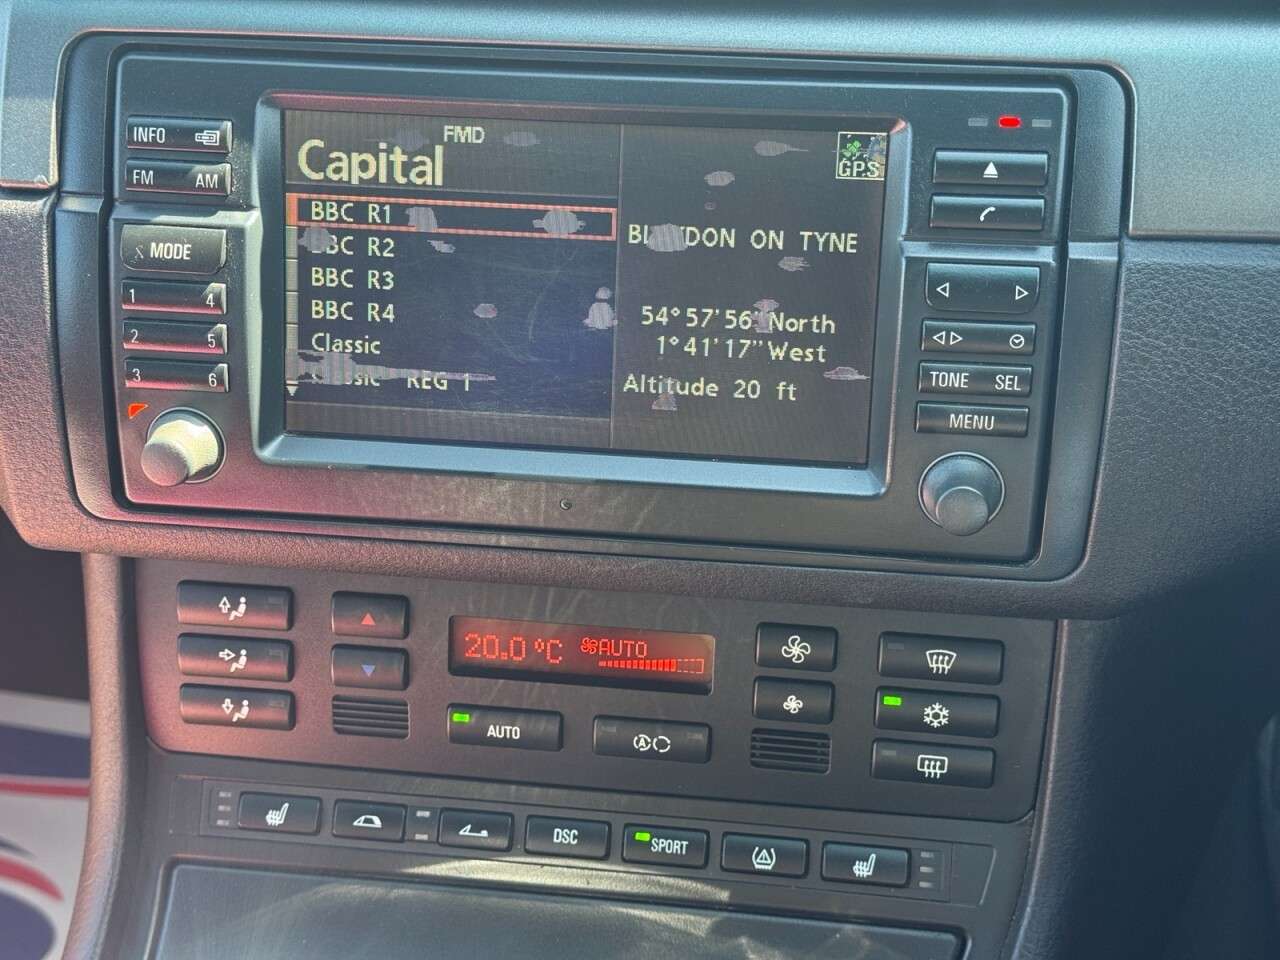 INFO
FM AM
MODE
1 4
2 5
3 6
FMD
Capital
BBC R1
BBC R2
BBC R3
BBC R4
Classic
REG 1
GPS
ON TYNE
54°57'56" North
1°41'17" West
Altitude 20 ft
TONE SEL
MENU
20.0 °C AUTO
AUTO
A
DSC
SPORT